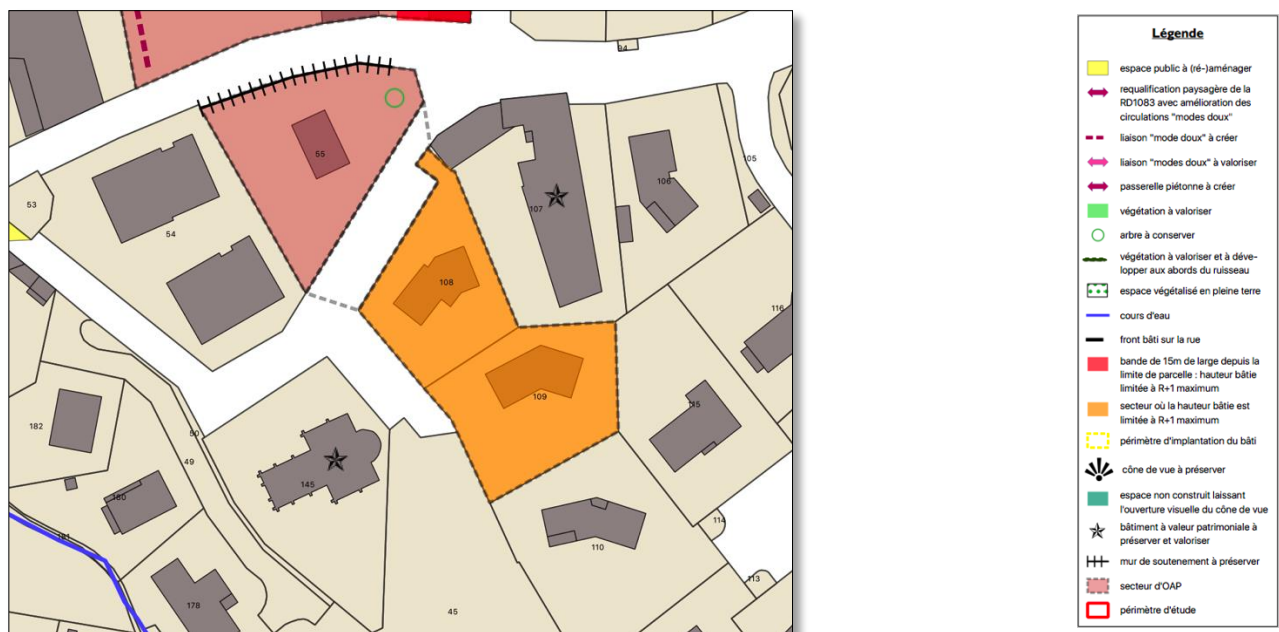 94
55
105
106
107
53
54
108
116
109
115
182
50
49
145
180
181
110
114
113
178
45
Légende
espace public à (ré-)aménager
requalification paysagère de la
RD1083 avec amélioration des
circulations "modes doux"
liaison "mode doux" à créer
liaison "modes doux" à valoriser
passerelle piétonne à créer
végétation à valoriser
arbre à conserver
végétation à valoriser et à déve-
lopper aux abords du ruisseau
espace végétalisé en pleine terre
cours d'eau
front bâti sur la rue
bande de 15m de large depuis la
limite de parcelle : hauteur bâtie
limitée à R+1 maximum
secteur où la hauteur bâtie est
limitée à R+1 maximum
périmètre d'implantation du bâti
cône de vue à préserver
espace non construit laissant
l'ouverture visuelle du cône de vue
bâtiment à valeur patrimoniale à
préserver et valoriser
mur de soutenement à préserver
secteur d'OAP
périmètre d'étude